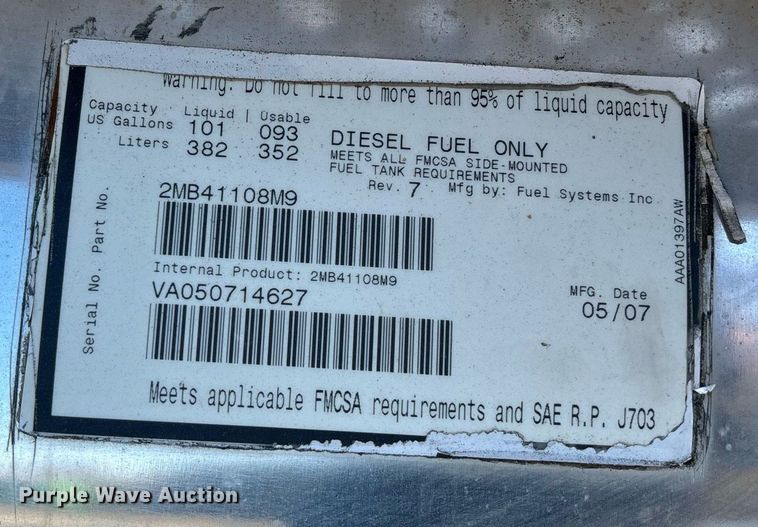 Warning: Do not fill to more than 95% of liquid capacity
Capacity Liquid | Usable
US Gallons 101 093
Liters 382 352
DIESEL FUEL ONLY
MEETS ALL FMCSA SIDE-MOUNTED
FUEL TANK REQUIREMENTS
Rev. 7 Mfg by: Fuel Systems Inc
Part No.
2MB41108M9
Internal Product: 2MB41108M9
Serial No.
VA050714627
MFG. Date
05/07
AAA01397AW
Meets applicable FMCSA requirements and SAE R.P. J703
Purple Wave Auction